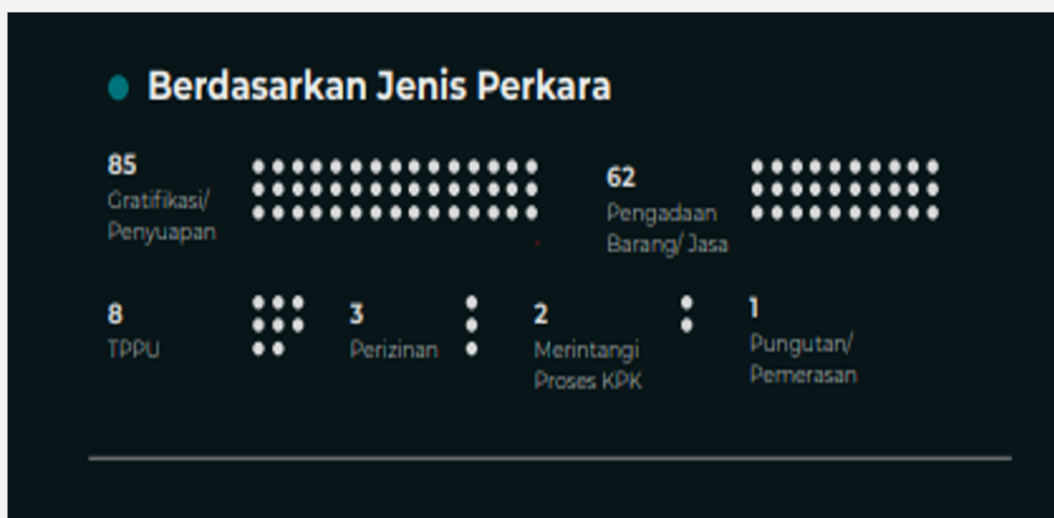 Berdasarkan Jenis Perkara
85
Gratifikasi/
Penyuapan
62
Pengadaan
Barang/ Jasa
8
TPPU
3
Perizinan
2
Merintangi
Proses KPK
1
Pungutan/
Pemerasan